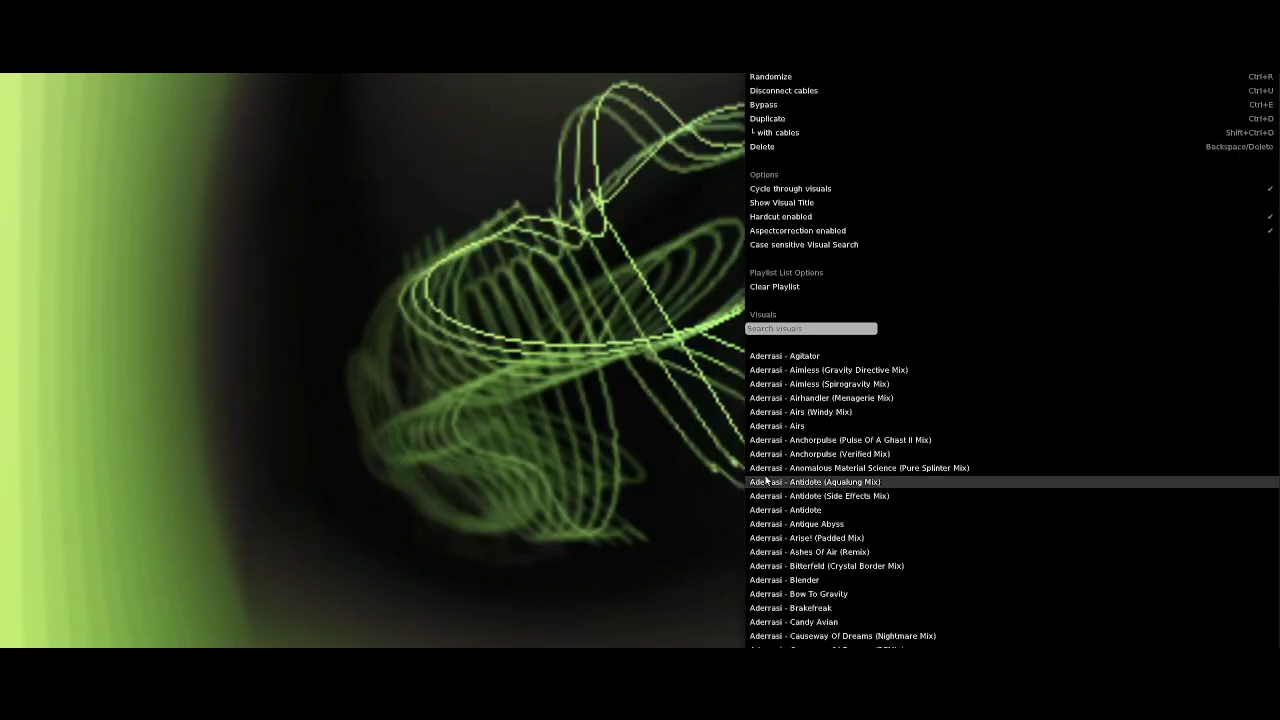 Randomize Ctrl+R
Disconnect cables Ctrl+U
Bypass Ctrl+E
Duplicate Ctrl+D
└ with cables Shift+Ctrl+D
Delete Backspace/Delete
Options
Cycle through visuals ✔
Show Visual Title
Hardcut enabled ✔
Aspectcorrection enabled ✔
Case sensitive Visual Search
Playlist List Options
Clear Playlist
Visuals
Search visuals
Aderrasi - Agitator
Aderrasi - Aimless (Gravity Directive Mix)
Aderrasi - Aimless (Spirogravity Mix)
Aderrasi - Airhandler (Menagerie Mix)
Aderrasi - Airs (Windy Mix)
Aderrasi - Airs
Aderrasi - Anchorpulse (Pulse Of A Ghast II Mix)
Aderrasi - Anchorpulse (Verified Mix)
Aderrasi - Anomalous Material Science (Pure Splinter Mix)
Aderrasi - Antidote (Aqualung Mix)
Aderrasi - Antidote (Side Effects Mix)
Aderrasi - Antidote
Aderrasi - Antique Abyss
Aderrasi - Arise! (Padded Mix)
Aderrasi - Ashes Of Air (Remix)
Aderrasi - Bitterfeld (Crystal Border Mix)
Aderrasi - Blender
Aderrasi - Bow To Gravity
Aderrasi - Brakefreak
Aderrasi - Candy Avian
Aderrasi - Causeway Of Dreams (Nightmare Mix)